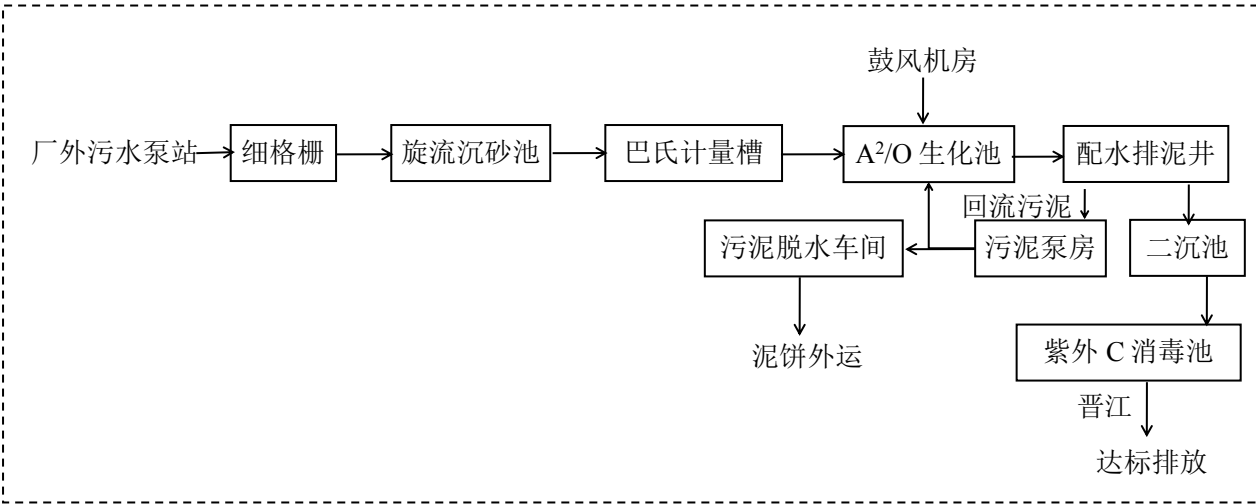 鼓风机房
厂外污水泵站
细格栅
旋流沉砂池
巴氏计量槽
A²/O 生化池
配水排泥井
回流污泥
污泥脱水车间
污泥泵房
二沉池
泥饼外运
紫外 C 消毒池
晋江
达标排放